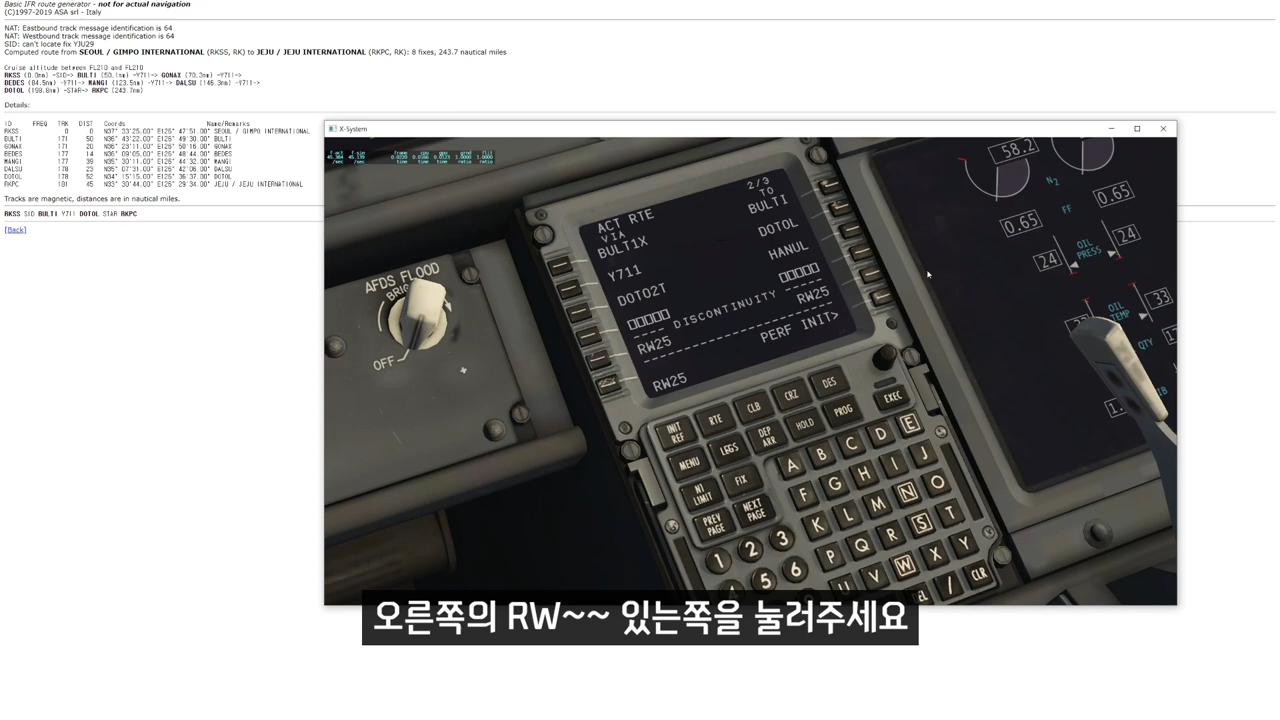 Basic IFR route generator - not for actual navigation
(C)1997-2019 ASA srl - Italy
NAT: Eastbound track message identification is 64
NAT: Westbound track message identification is 64
SID: can't locate fix YJU29
Computed route from SEOUL / GIMPO INTERNATIONAL (RKSS, RK) to JEJU / JEJU INTERNATIONAL (RKPC, RK): 8 fixes, 243.7 nautical miles
Cruise altitude between FL210 and FL210
RKSS (0.0nm) -SID-> BULTI (50.1nm) -Y711-> GONAX (70.3nm) -Y711->
BEDES (84.5nm) -Y711-> MANGI (123.5nm) -Y711-> DALSU (146.3nm) -Y711->
DOTOL (198.8nm) -STAR-> RKPC (243.7nm)
Details:
ID FREQ TRK DIST Coords Name/Remarks
RKSS 0 0 N37° 33'25.00" E126° 47'51.00" SEOUL / GIMPO INTERNATIONAL
BULTI 171 50 N36° 43'22.00" E126° 49'30.00" BULTI
GONAX 171 20 N36° 23'11.00" E126° 50'16.00" GONAX
BEDES 177 14 N36° 09'05.00" E126° 48'44.00" BEDES
MANGI 177 39 N35° 30'11.00" E126° 44'32.00" MANGI
DALSU 178 23 N35° 07'31.00" E126° 42'06.00" DALSU
DOTOL 178 52 N34° 15'15.00" E126° 36'37.00" DOTOL
RKPC 181 45 N33° 30'44.00" E126° 29'34.00" JEJU / JEJU INTERNATIONAL
Tracks are magnetic, distances are in nautical miles.
RKSS SID BULTI Y711 DOTOL STAR RKPC
[Back]
X-System
ACT RTE 2/3
VIA TO
BULT1X BULTI
Y711 DOTOL
DOTO2T HANUL
DISCONTINUITY
RW25 RW25
PERF INIT>
RW25
AFDS FLOOD
BRIGHT
OFF
INIT REF
RTE
CLB
CRZ
DES
MENU
LEGS
DEP ARR
HOLD
PROG
EXEC
N1 LIMIT
FIX
PREV PAGE
NEXT PAGE
A B C D E
F G H I J
K L M N O
P Q R S T
U V W X Y
1 2 3
4 5 6
DEL / CLR
58.2
N2
0.65 FF 0.65
24 OIL PRESS 24
OIL TEMP 33
QTY
오른쪽의 RW~~ 있는쪽을 눌러주세요